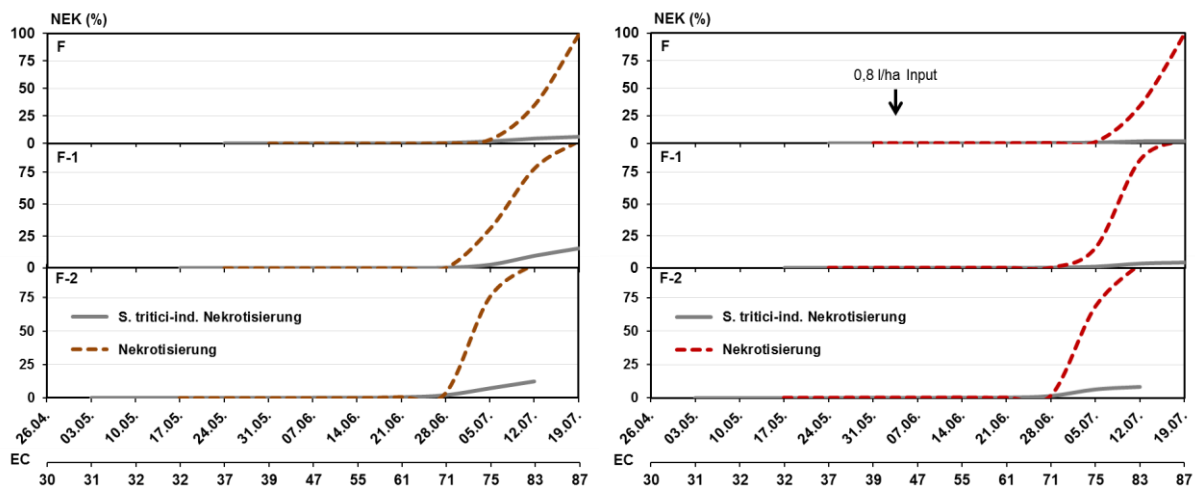 NEK (%)
100
F
75
50
25
0
F-1
75
50
25
0
F-2
75
50
S. tritici-ind. Nekrotisierung
25
Nekrotisierung
0
26.04. 03.05. 10.05. 17.05. 24.05. 31.05. 07.06. 14.06. 21.06. 28.06. 05.07. 12.07. 19.07.
EC
30 31 32 32 37 39 47 55 61 71 75 83 87
NEK (%)
100
F
75
0,8 l/ha Input
50
25
0
F-1
75
50
25
0
F-2
75
50
S. tritici-ind. Nekrotisierung
25
Nekrotisierung
0
26.04. 03.05. 10.05. 17.05. 24.05. 31.05. 07.06. 14.06. 21.06. 28.06. 05.07. 12.07. 19.07.
EC
30 31 32 32 37 39 47 55 61 71 75 83 87